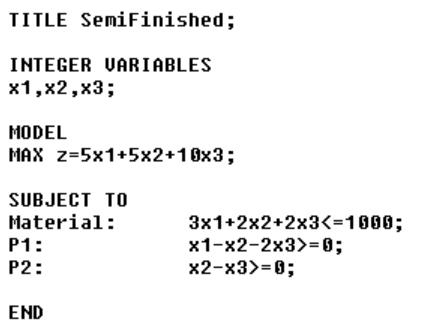 TITLE SemiFinished;
INTEGER VARIABLES
x1,x2,x3;
MODEL
MAX z=5x1+5x2+10x3;
SUBJECT TO
Material: 3x1+2x2+2x3<=1000;
P1: x1-x2-2x3>=0;
P2: x2-x3>=0;
END